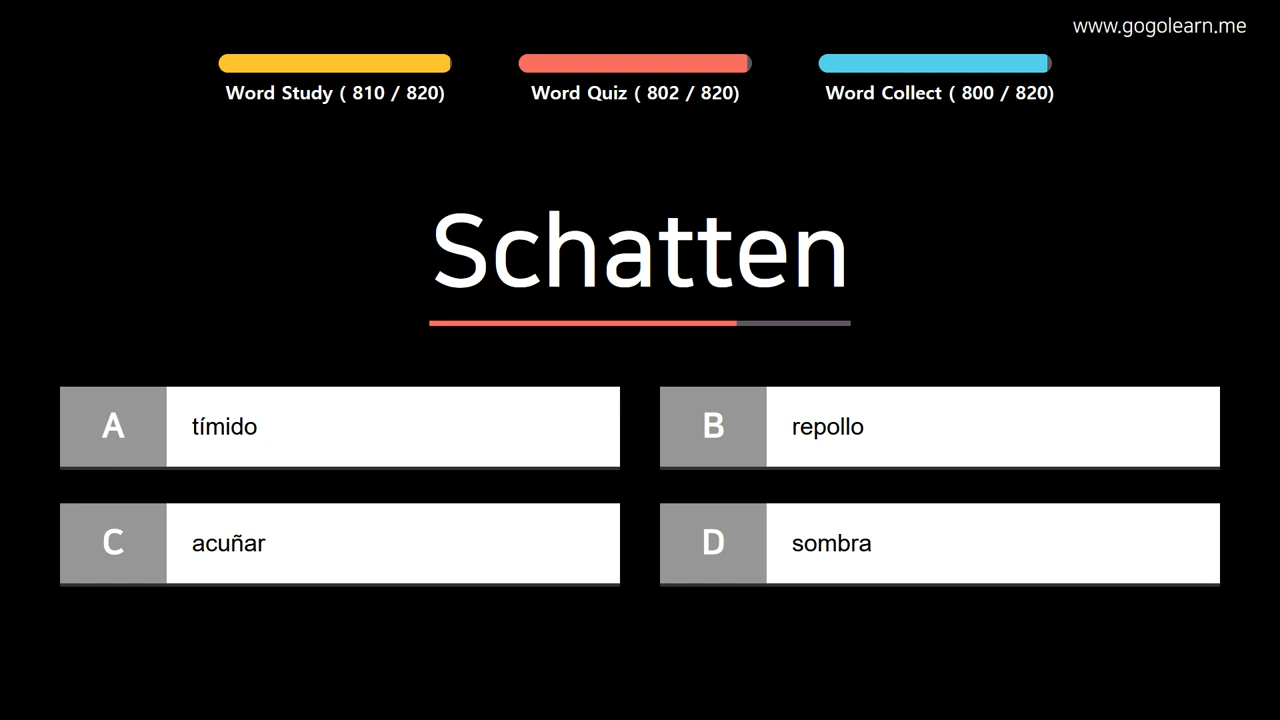 www.gogolearn.me
Word Study ( 810 / 820)
Word Quiz ( 802 / 820)
Word Collect ( 800 / 820)
Schatten
A tímido
B repollo
C acuñar
D sombra